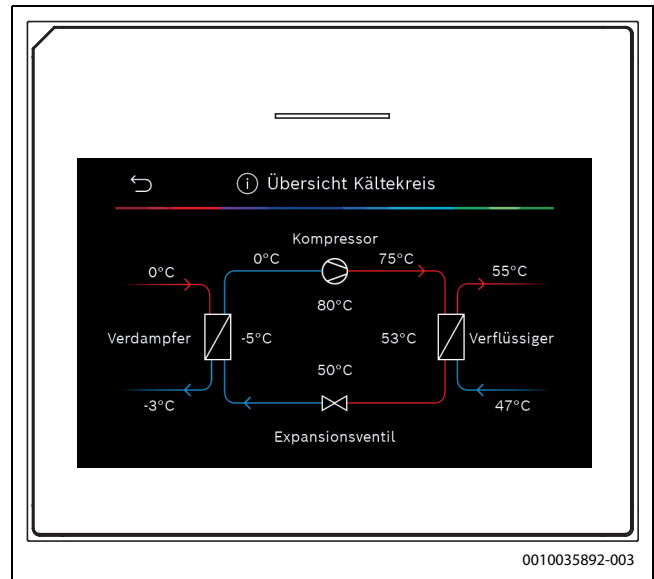 Übersicht Kältekreis
Kompressor
0°C
0°C
75°C
55°C
80°C
Verdampfer
-5°C
53°C
Verflüssiger
50°C
-3°C
47°C
Expansionsventil
0010035892-003